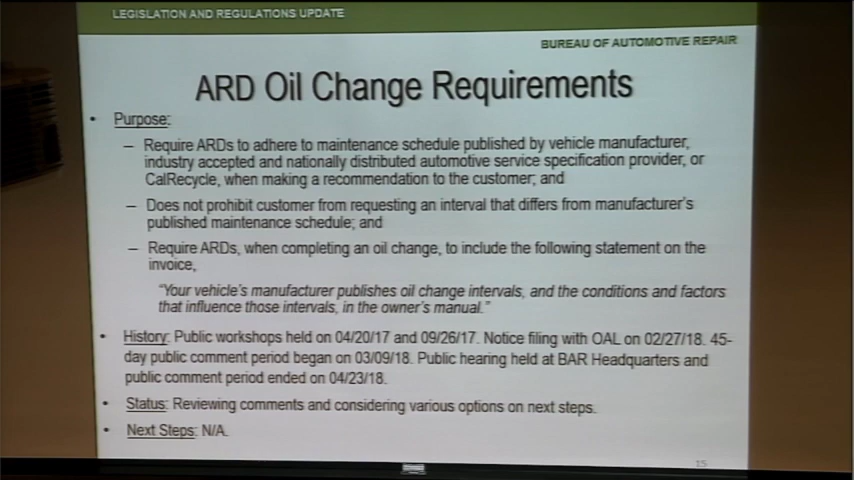 LEGISLATION AND REGULATIONS UPDATE
BUREAU OF AUTOMOTIVE REPAIR
ARD Oil Change Requirements
• Purpose:
– Require ARDs to adhere to maintenance schedule published by vehicle manufacturer,
industry accepted and nationally distributed automotive service specification provider, or
CalRecycle, when making a recommendation to the customer; and
– Does not prohibit customer from requesting an interval that differs from manufacturer's
published maintenance schedule; and
– Require ARDs, when completing an oil change, to include the following statement on the
invoice,
"Your vehicle's manufacturer publishes oil change intervals, and the conditions and factors
that influence those intervals, in the owner's manual."
• History: Public workshops held on 04/20/17 and 09/26/17. Notice filing with OAL on 02/27/18. 45-
day public comment period began on 03/09/18. Public hearing held at BAR Headquarters and
public comment period ended on 04/23/18.
• Status: Reviewing comments and considering various options on next steps.
• Next Steps: N/A.
15